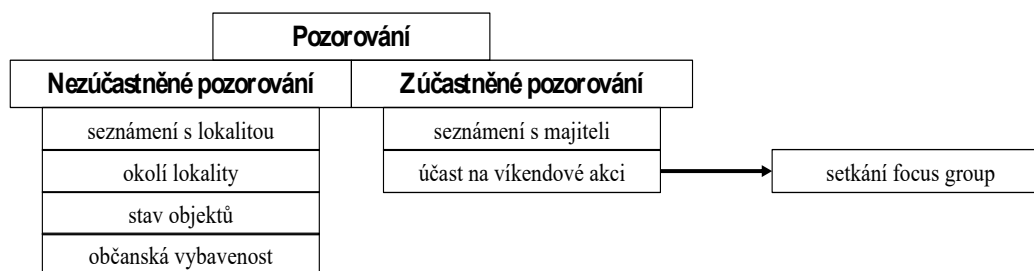 Pozorování
Nezúčastněné pozorování
Zúčastněné pozorování
seznámení s lokalitou
seznámení s majiteli
okolí lokality
účast na víkendové akci
setkání focus group
stav objektů
občanská vybavenost